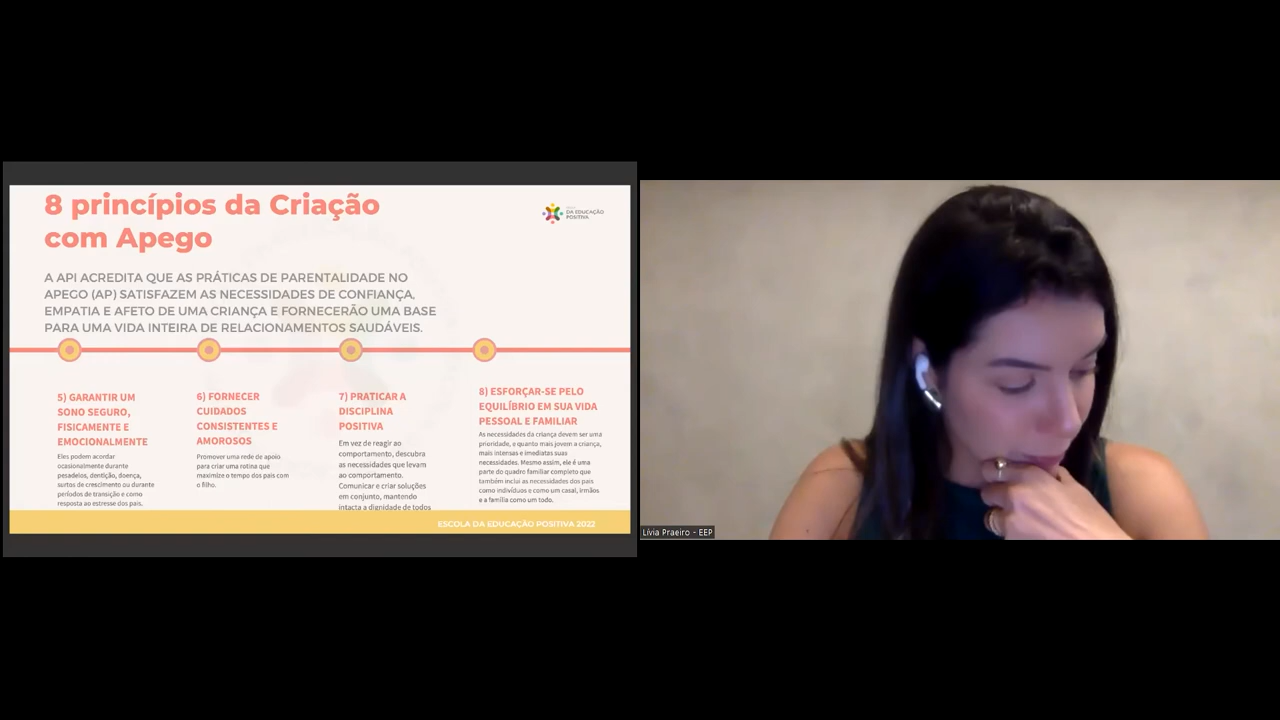 8 princípios da Criação
com Apego
DA EDUCAÇÃO
POSITIVA
A API ACREDITA QUE AS PRÁTICAS DE PARENTALIDADE NO
APEGO (AP) SATISFAZEM AS NECESSIDADES DE CONFIANÇA,
EMPATIA E AFETO DE UMA CRIANÇA E FORNECERÃO UMA BASE
PARA UMA VIDA INTEIRA DE RELACIONAMENTOS SAUDÁVEIS.
5) GARANTIR UM
SONO SEGURO,
FISICAMENTE E
EMOCIONALMENTE
Eles podem acordar
ocasionalmente durante
pesadelos, dentição, doença,
surtos de crescimento ou durante
períodos de transição e como
resposta ao estresse dos pais.
6) FORNECER
CUIDADOS
CONSISTENTES E
AMOROSOS
Promover uma rede de apoio
para criar uma rotina que
maximize o tempo dos pais com
o filho.
7) PRATICAR A
DISCIPLINA
POSITIVA
Em vez de reagir ao
comportamento, descubra
as necessidades que levam
ao comportamento.
Comunicar e criar soluções
em conjunto, mantendo
intacta a dignidade de todos
8) ESFORÇAR-SE PELO
EQUILÍBRIO EM SUA VIDA
PESSOAL E FAMILIAR
As necessidades da criança devem ser uma
prioridade, e quanto mais jovem a criança,
mais intensas e imediatas suas
necessidades. Mesmo assim, ele é uma
parte do quadro familiar completo que
também inclui as necessidades dos pais
como indivíduos e como um casal, irmãos
e a família como um todo.
ESCOLA DA EDUCAÇÃO POSITIVA 2022
Lívia Praeiro - EEP